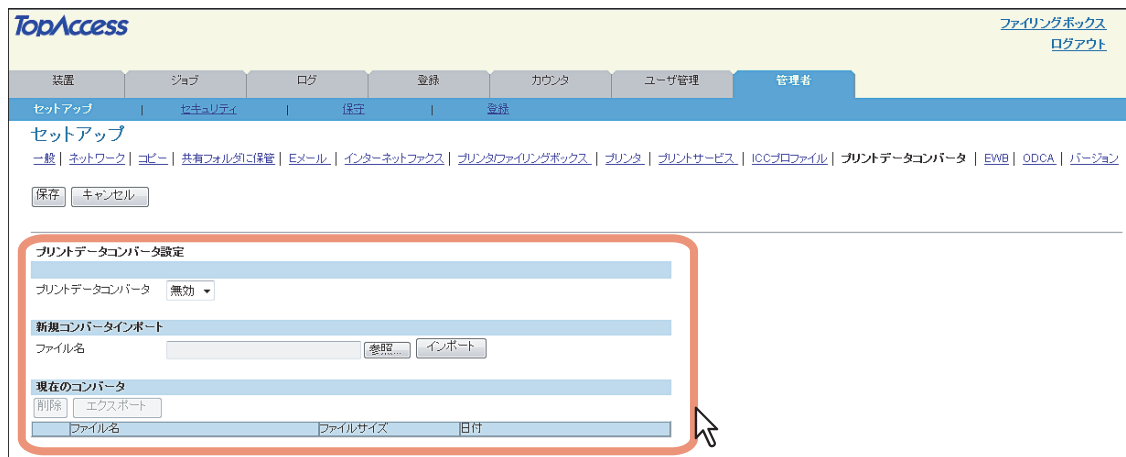 TopAccess
ファイリングボックス
ログアウト
装置 ジョブ ログ 登録 カウンタ ユーザ管理 管理者
セットアップ | セキュリティ | 保守 | 登録
セットアップ
一般 | ネットワーク | コピー | 共有フォルダに保管 | Eメール | インターネットファクス | プリンタ/ファイリングボックス | プリンタ | プリントサービス | ICCプロファイル | プリントデータコンバータ | EWB | ODCA | バージョン
保存 キャンセル
プリントデータコンバータ設定
プリントデータコンバータ 無効
新規コンバータインポート
ファイル名 参照... インポート
現在のコンバータ
削除 エクスポート
ファイル名 ファイルサイズ 日付